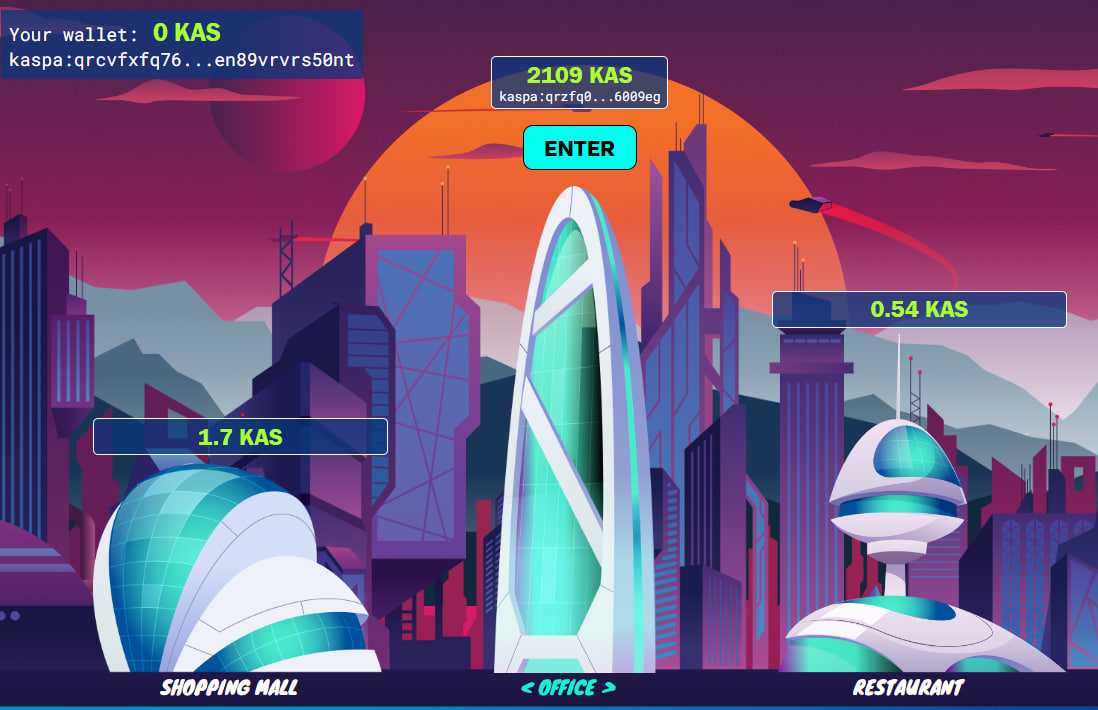 Your wallet: 0 KAS
kaspa:qrcvfxfq76...en89vrvrs50nt
2109 KAS
kaspa:qrzfq0...6009eg
ENTER
0.54 KAS
1.7 KAS
SHOPPING MALL
< OFFICE >
RESTAURANT